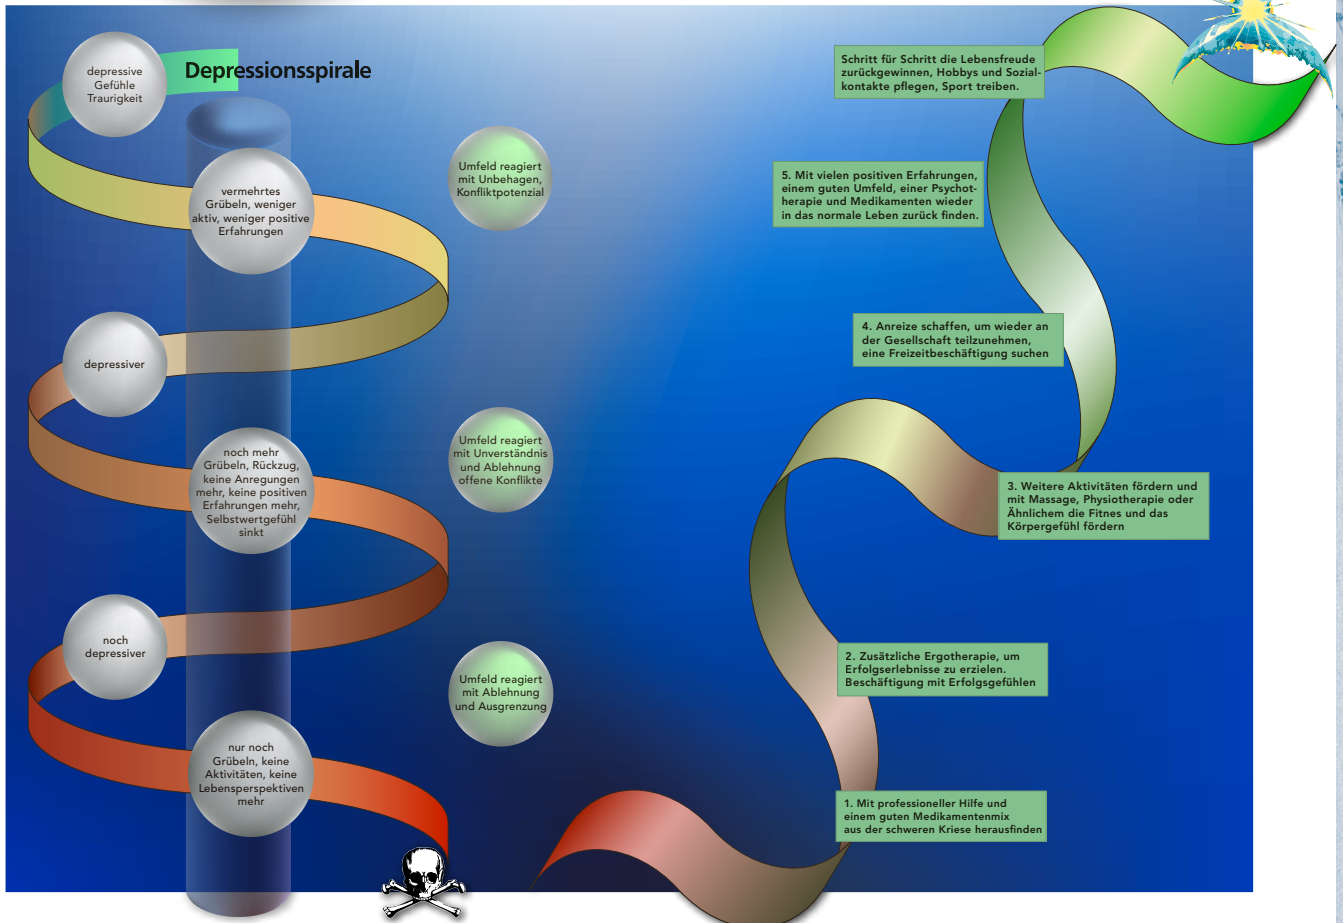 Depressionsspirale
depressive
Gefühle
Traurigkeit
vermehrtes
Grübeln, weniger
aktiv, weniger positive
Erfahrungen
Umfeld reagiert
mit Unbehagen,
Konfliktpotenzial
depressiver
noch mehr
Grübeln, Rückzug,
keine Anregungen
mehr, keine positiven
Erfahrungen mehr,
Selbstwertgefühl
sinkt
Umfeld reagiert
mit Unverständnis
und Ablehnung
offene Konflikte
noch
depressiver
Umfeld reagiert
mit Ablehnung
und Ausgrenzung
nur noch
Grübeln, keine
Aktivitäten, keine
Lebensperspektiven
mehr
Schritt für Schritt die Lebensfreude
zurückgewinnen, Hobbys und Sozial-
kontakte pflegen, Sport treiben.
5. Mit vielen positiven Erfahrungen,
einem guten Umfeld, einer Psychot-
herapie und Medikamenten wieder
in das normale Leben zurück finden.
4. Anreize schaffen, um wieder an
der Gesellschaft teilzunehmen,
eine Freizeitbeschäftigung suchen
3. Weitere Aktivitäten fördern und
mit Massage, Physiotherapie oder
Ähnlichem die Fitnes und das
Körpergefühl fördern
2. Zusätzliche Ergotherapie, um
Erfolgserlebnisse zu erzielen.
Beschäftigung mit Erfolgsgefühlen
1. Mit professioneller Hilfe und
einem guten Medikamentenmix
aus der schweren Kriese herausfinden